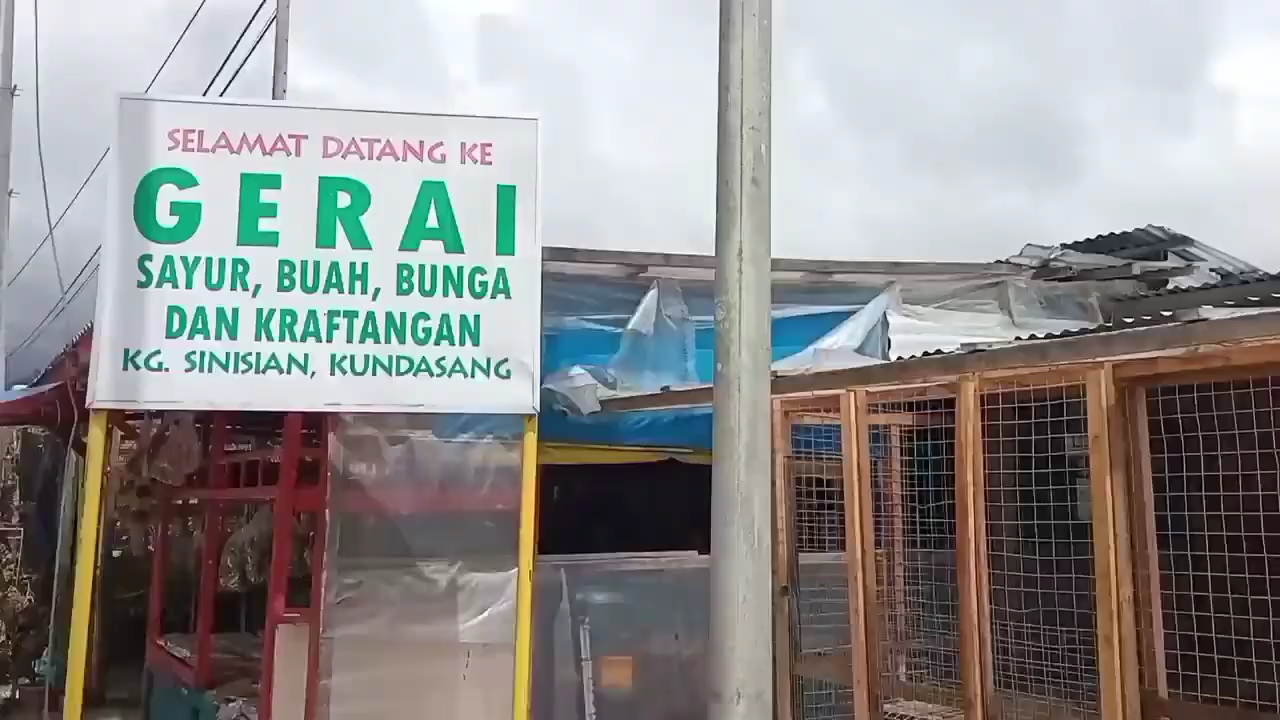 SELAMAT DATANG KE
GERAI
SAYUR, BUAH, BUNGA
DAN KRAFTANGAN
KG. SINISIAN, KUNDASANG